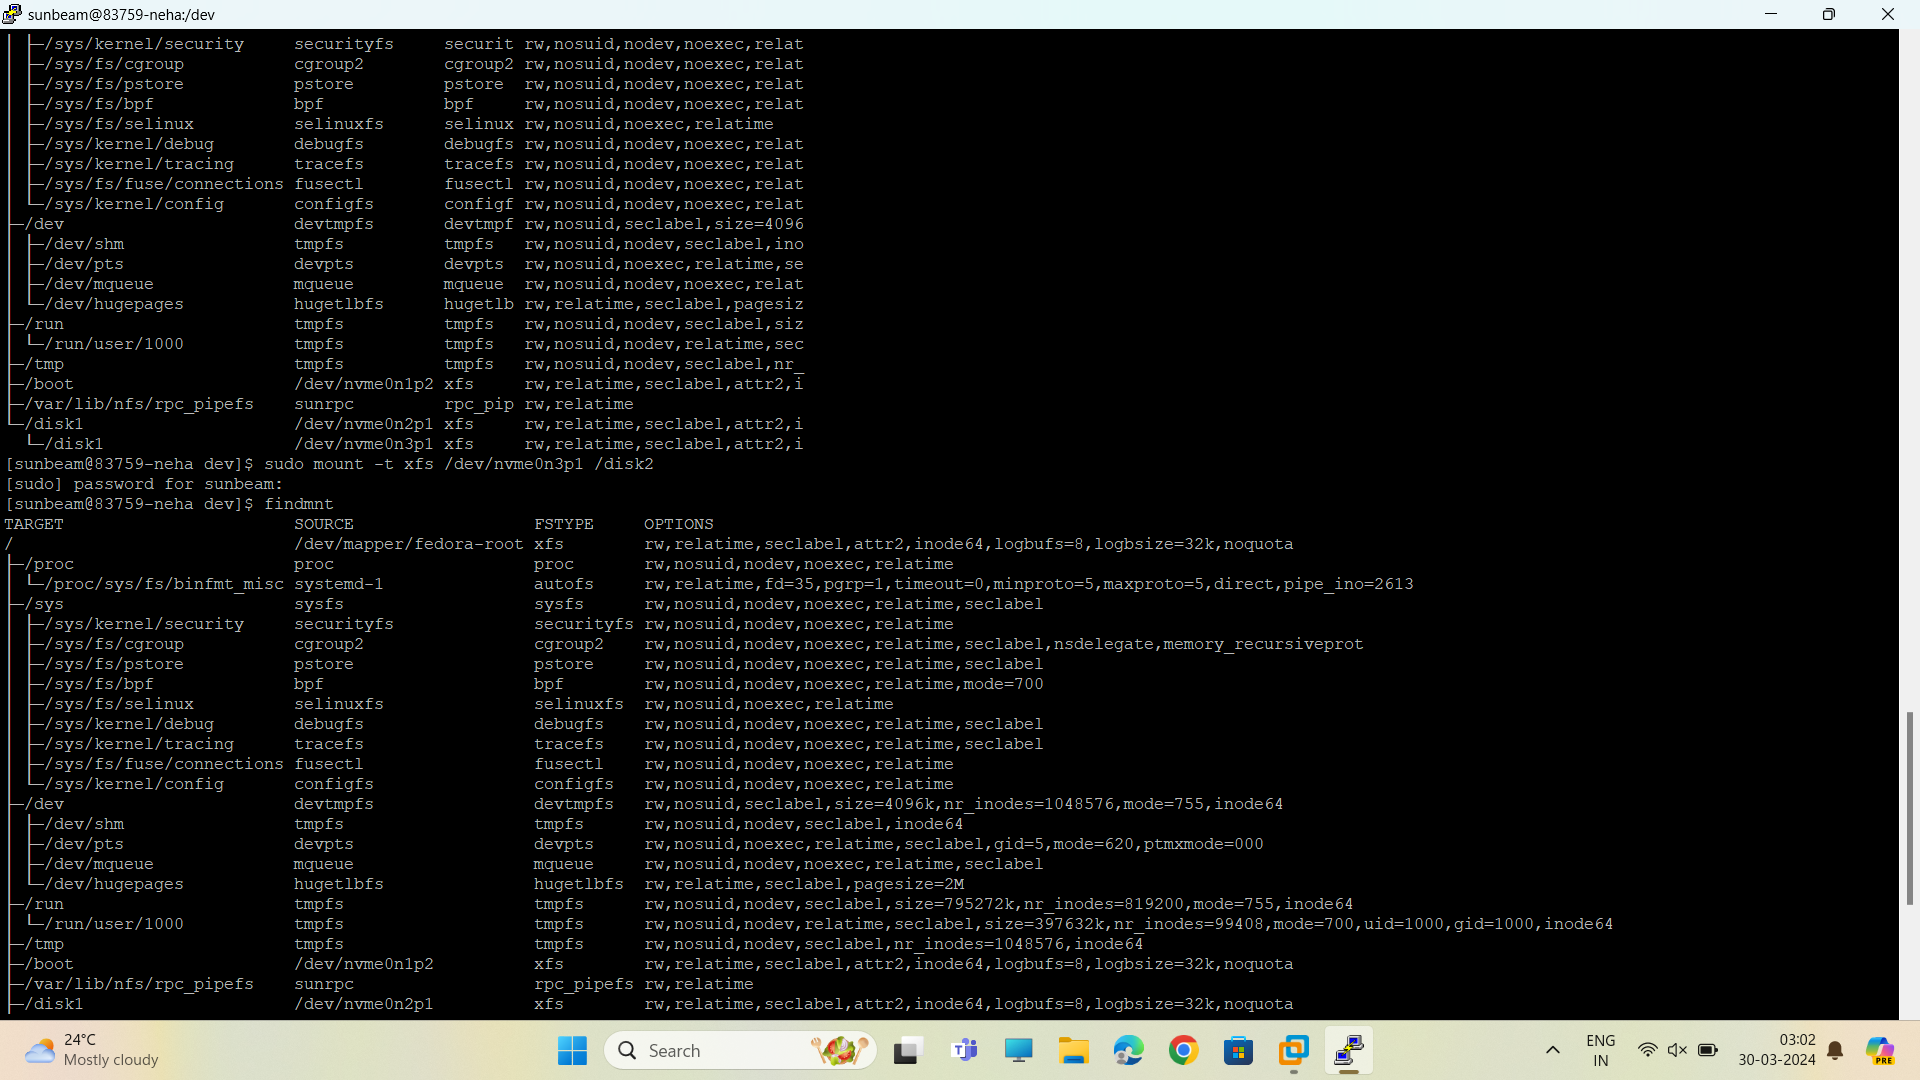 sunbeam@83759-neha:/dev
│ ├─/sys/kernel/security     securityfs     securit rw,nosuid,nodev,noexec,relat
│ ├─/sys/fs/cgroup           cgroup2        cgroup2 rw,nosuid,nodev,noexec,relat
│ ├─/sys/fs/pstore           pstore         pstore  rw,nosuid,nodev,noexec,relat
│ ├─/sys/fs/bpf              bpf            bpf     rw,nosuid,nodev,noexec,relat
│ ├─/sys/fs/selinux          selinuxfs      selinux rw,nosuid,noexec,relatime
│ ├─/sys/kernel/debug        debugfs        debugfs rw,nosuid,nodev,noexec,relat
│ ├─/sys/kernel/tracing      tracefs        tracefs rw,nosuid,nodev,noexec,relat
│ ├─/sys/fs/fuse/connections fusectl        fusectl rw,nosuid,nodev,noexec,relat
│ └─/sys/kernel/config       configfs       configf rw,nosuid,nodev,noexec,relat
├─/dev                       devtmpfs       devtmpf rw,nosuid,seclabel,size=4096
│ ├─/dev/shm                 tmpfs          tmpfs   rw,nosuid,nodev,seclabel,ino
│ ├─/dev/pts                 devpts         devpts  rw,nosuid,noexec,relatime,se
│ ├─/dev/mqueue              mqueue         mqueue  rw,nosuid,nodev,noexec,relat
│ └─/dev/hugepages           hugetlbfs      hugetlb rw,relatime,seclabel,pagesiz
├─/run                       tmpfs          tmpfs   rw,nosuid,nodev,seclabel,siz
│ └─/run/user/1000           tmpfs          tmpfs   rw,nosuid,nodev,relatime,sec
├─/tmp                       tmpfs          tmpfs   rw,nosuid,nodev,seclabel,nr_
├─/boot                      /dev/nvme0n1p2 xfs     rw,relatime,seclabel,attr2,i
├─/var/lib/nfs/rpc_pipefs    sunrpc         rpc_pip rw,relatime
└─/disk1                     /dev/nvme0n2p1 xfs     rw,relatime,seclabel,attr2,i
  └─/disk1                   /dev/nvme0n3p1 xfs     rw,relatime,seclabel,attr2,i
[sunbeam@83759-neha dev]$ sudo mount -t xfs /dev/nvme0n3p1 /disk2
[sudo] password for sunbeam:
[sunbeam@83759-neha dev]$ findmnt
TARGET                       SOURCE                  FSTYPE     OPTIONS
/                            /dev/mapper/fedora-root xfs        rw,relatime,seclabel,attr2,inode64,logbufs=8,logbsize=32k,noquota
├─/proc                      proc                    proc       rw,nosuid,nodev,noexec,relatime
│ └─/proc/sys/fs/binfmt_misc systemd-1               autofs     rw,relatime,fd=35,pgrp=1,timeout=0,minproto=5,maxproto=5,direct,pipe_ino=2613
├─/sys                       sysfs                   sysfs      rw,nosuid,nodev,noexec,relatime,seclabel
│ ├─/sys/kernel/security     securityfs              securityfs rw,nosuid,nodev,noexec,relatime
│ ├─/sys/fs/cgroup           cgroup2                 cgroup2    rw,nosuid,nodev,noexec,relatime,seclabel,nsdelegate,memory_recursiveprot
│ ├─/sys/fs/pstore           pstore                  pstore     rw,nosuid,nodev,noexec,relatime,seclabel
│ ├─/sys/fs/bpf              bpf                     bpf        rw,nosuid,nodev,noexec,relatime,mode=700
│ ├─/sys/fs/selinux          selinuxfs               selinuxfs  rw,nosuid,noexec,relatime
│ ├─/sys/kernel/debug        debugfs                 debugfs    rw,nosuid,nodev,noexec,relatime,seclabel
│ ├─/sys/kernel/tracing      tracefs                 tracefs    rw,nosuid,nodev,noexec,relatime,seclabel
│ ├─/sys/fs/fuse/connections fusectl                 fusectl    rw,nosuid,nodev,noexec,relatime
│ └─/sys/kernel/config       configfs                configfs   rw,nosuid,nodev,noexec,relatime
├─/dev                       devtmpfs                devtmpfs   rw,nosuid,seclabel,size=4096k,nr_inodes=1048576,mode=755,inode64
│ ├─/dev/shm                 tmpfs                   tmpfs      rw,nosuid,nodev,seclabel,inode64
│ ├─/dev/pts                 devpts                  devpts     rw,nosuid,noexec,relatime,seclabel,gid=5,mode=620,ptmxmode=000
│ ├─/dev/mqueue              mqueue                  mqueue     rw,nosuid,nodev,noexec,relatime,seclabel
│ └─/dev/hugepages           hugetlbfs               hugetlbfs  rw,relatime,seclabel,pagesize=2M
├─/run                       tmpfs                   tmpfs      rw,nosuid,nodev,seclabel,size=795272k,nr_inodes=819200,mode=755,inode64
│ └─/run/user/1000           tmpfs                   tmpfs      rw,nosuid,nodev,relatime,seclabel,size=397632k,nr_inodes=99408,mode=700,uid=1000,gid=1000,inode64
├─/tmp                       tmpfs                   tmpfs      rw,nosuid,nodev,seclabel,nr_inodes=1048576,inode64
├─/boot                      /dev/nvme0n1p2          xfs        rw,relatime,seclabel,attr2,inode64,logbufs=8,logbsize=32k,noquota
├─/var/lib/nfs/rpc_pipefs    sunrpc                  rpc_pipefs rw,relatime
├─/disk1                     /dev/nvme0n2p1          xfs        rw,relatime,seclabel,attr2,inode64,logbufs=8,logbsize=32k,noquota
24°C
Mostly cloudy
Search
ENG
IN
03:02
30-03-2024
PRE